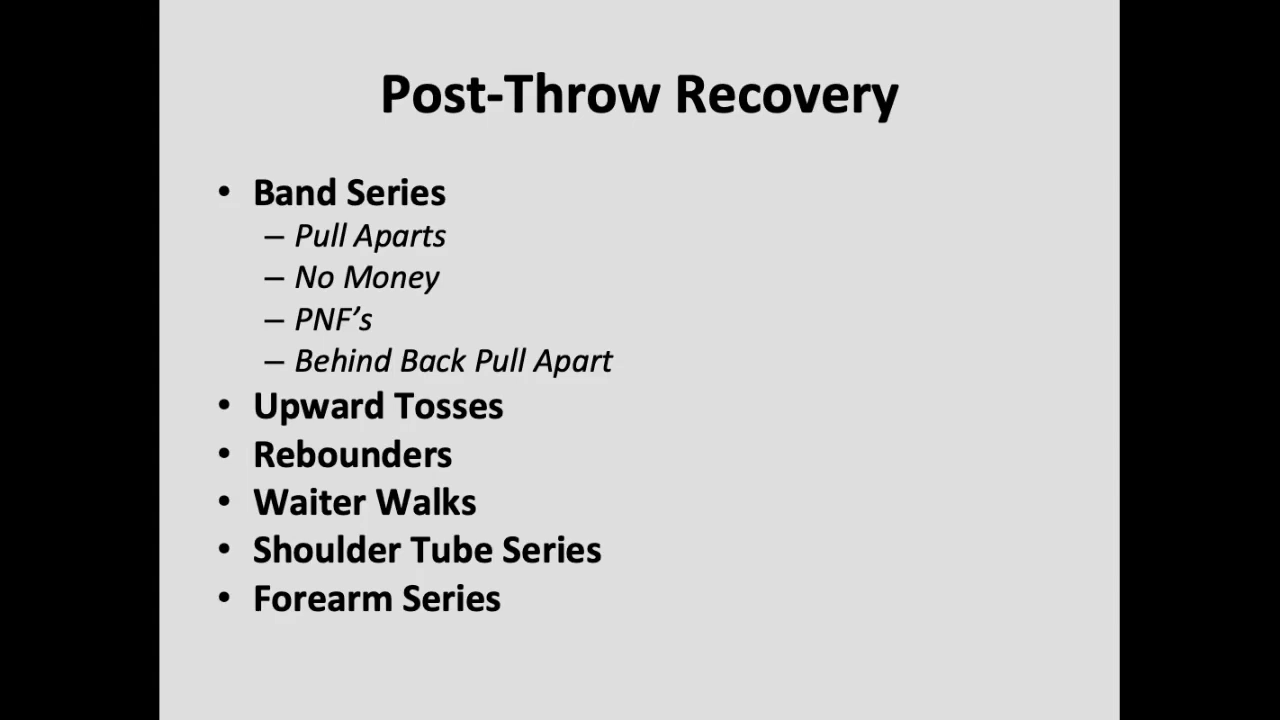 Post-Throw Recovery
• Band Series
– Pull Aparts
– No Money
– PNF's
– Behind Back Pull Apart
• Upward Tosses
• Rebounders
• Waiter Walks
• Shoulder Tube Series
• Forearm Series